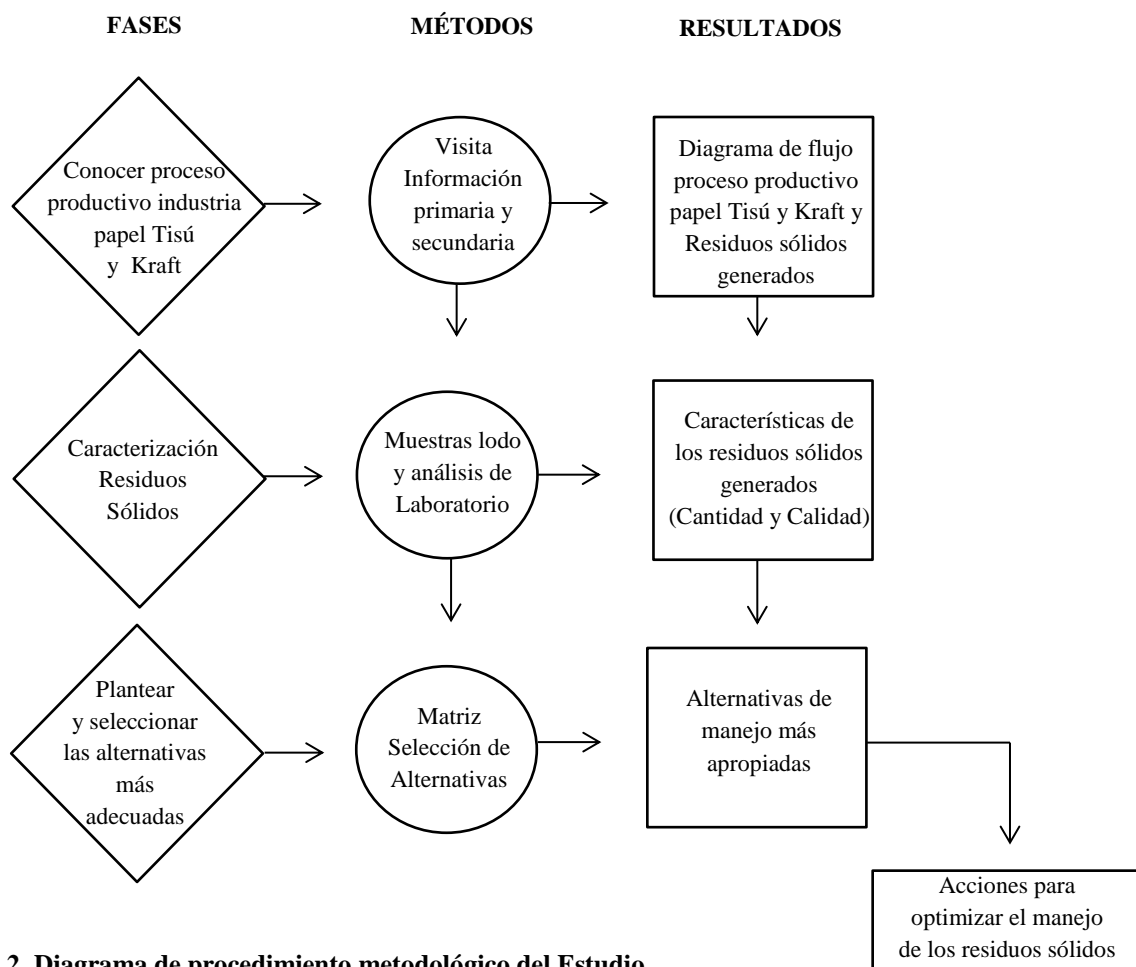 FASES
MÉTODOS
RESULTADOS
Conocer proceso
productivo industria
papel Tisú
y Kraft
Visita
Información
primaria y
secundaria
Diagrama de flujo
proceso productivo
papel Tisú y Kraft y
Residuos sólidos
generados
Caracterización
Residuos
Sólidos
Muestras lodo
y análisis de
Laboratorio
Características de
los residuos sólidos
generados
(Cantidad y Calidad)
Plantear
y seleccionar
las alternativas
más
adecuadas
Matriz
Selección de
Alternativas
Alternativas de
manejo más
apropiadas
Acciones para
optimizar el manejo
de los residuos sólidos
2. Diagrama de procedimiento metodológico del Estudio